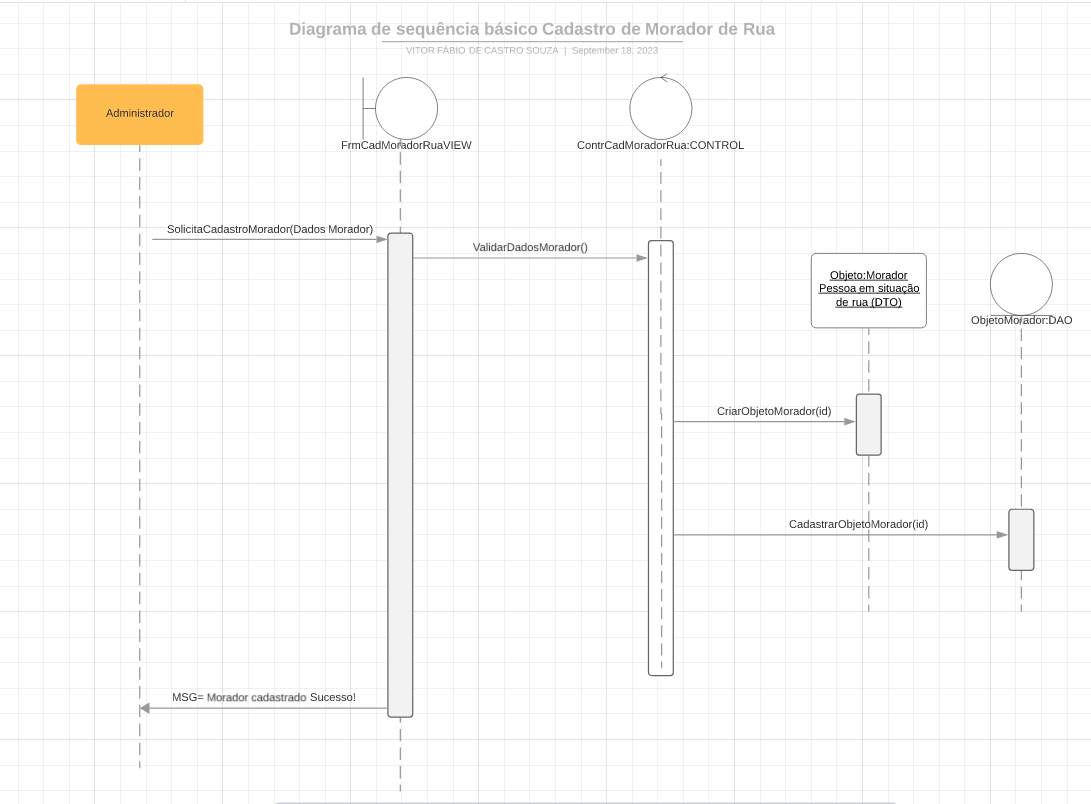 Diagrama de sequência básico Cadastro de Morador de Rua
VITOR FÁBIO DE CASTRO SOUZA | September 18, 2023
Administrador
FrmCadMoradorRuaVIEW
ContrCadMoradorRua:CONTROL
SolicitaCadastroMorador(Dados Morador)
ValidarDadosMorador()
Objeto:Morador
Pessoa em situação
de rua (DTO)
ObjetoMorador:DAO
CriarObjetoMorador(id)
CadastrarObjetoMorador(id)
MSG= Morador cadastrado Sucesso!